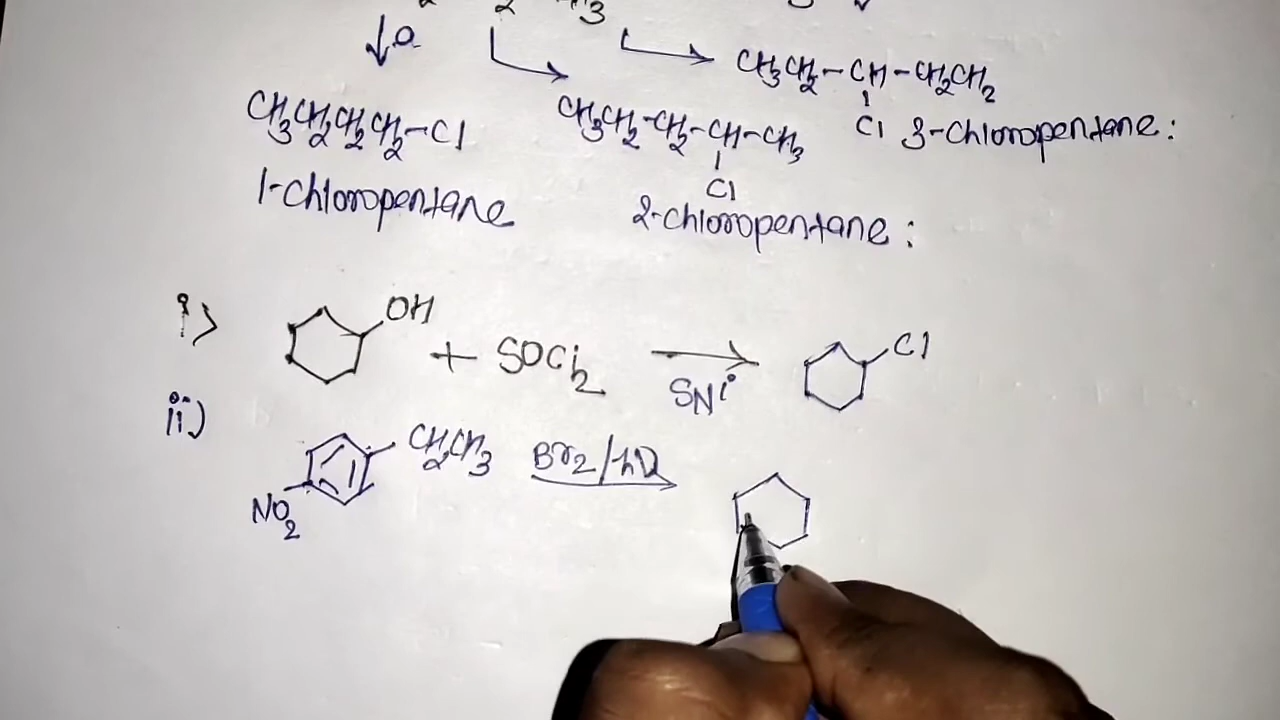 a
CH3CH2-CH-CH2CH2
Cl 3-Chloropentane:
CH3CH2CH2CH2-Cl
1-Chloropentane
CH3CH2-CH2-CH-CH3
Cl
2-chloropentane:
i> OH + SOCl2 SNi Cl
ii) NO2 CH2CH3 Br2/hν